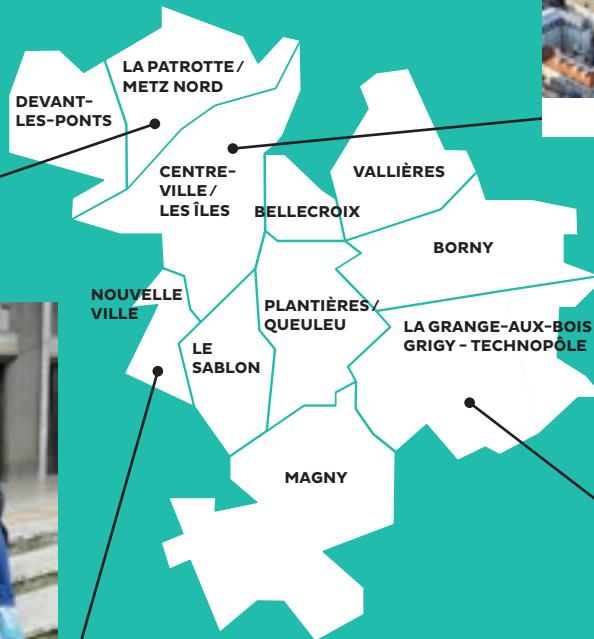 LA PATROTTE /
METZ NORD
DEVANT-
LES-PONTS
CENTRE-
VILLE /
LES ÎLES
BELLECROIX
VALLIÈRES
BORNY
NOUVELLE
VILLE
PLANTIÈRES /
QUEULEU
LE
SABLON
LA GRANGE-AUX-BOIS
GRIGY - TECHNOPÔLE
MAGNY